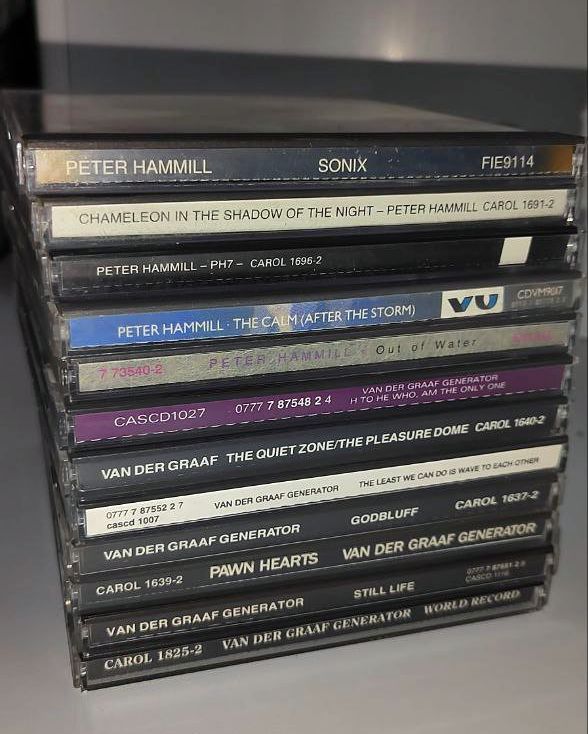 PETER HAMMILL SONIX FIE9114
CHAMELEON IN THE SHADOW OF THE NIGHT – PETER HAMMILL CAROL 1691-2
PETER HAMMILL – PH7 – CAROL 1696-2
PETER HAMMILL · THE CALM (AFTER THE STORM) VU CDVM9017
7 73540-2 PETER HAMMILL Out of Water
CASCD1027 0777 7 87548 2 4 VAN DER GRAAF GENERATOR
H TO HE WHO, AM THE ONLY ONE
VAN DER GRAAF THE QUIET ZONE/THE PLEASURE DOME CAROL 1640-2
0777 7 87552 2 7 VAN DER GRAAF GENERATOR THE LEAST WE CAN DO IS WAVE TO EACH OTHER
cascd 1007
VAN DER GRAAF GENERATOR GODBLUFF CAROL 1637-2
CAROL 1639-2 PAWN HEARTS VAN DER GRAAF GENERATOR
VAN DER GRAAF GENERATOR STILL LIFE
CAROL 1825-2 VAN DER GRAAF GENERATOR WORLD RECORD